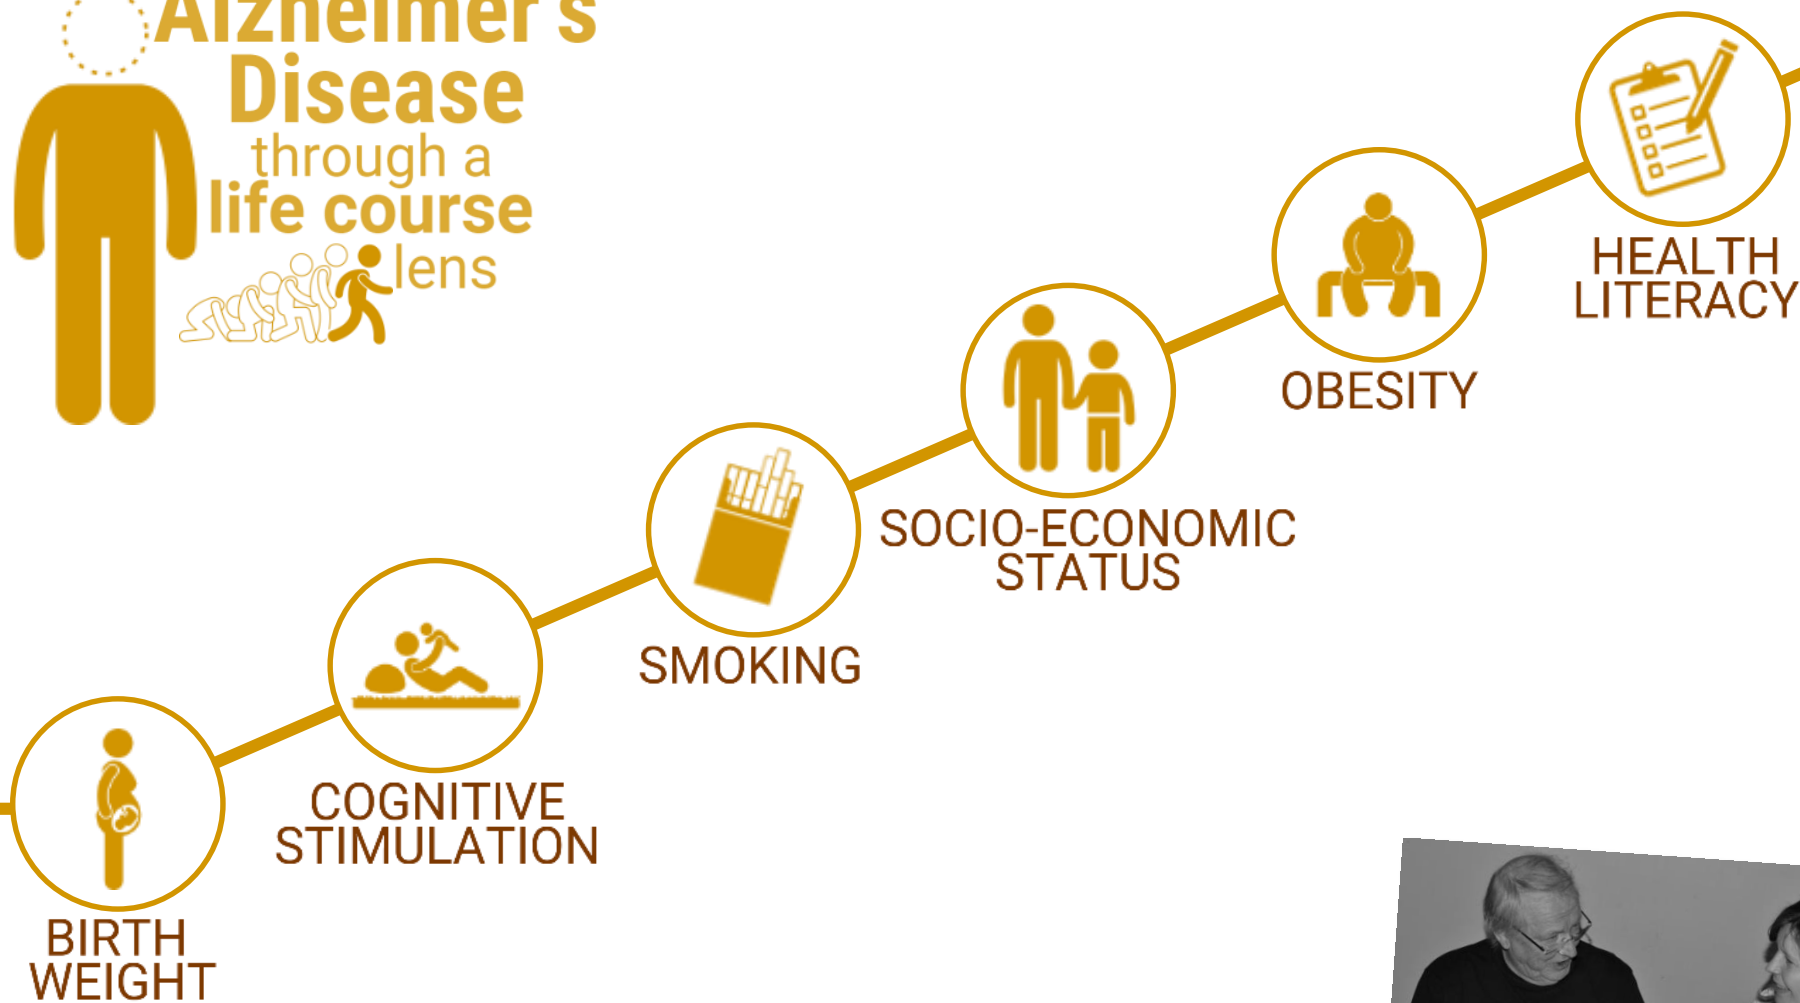 Alzheimer's
Disease
through a
life course
lens
HEALTH
LITERACY
OBESITY
SOCIO-ECONOMIC
STATUS
SMOKING
COGNITIVE
STIMULATION
BIRTH
WEIGHT